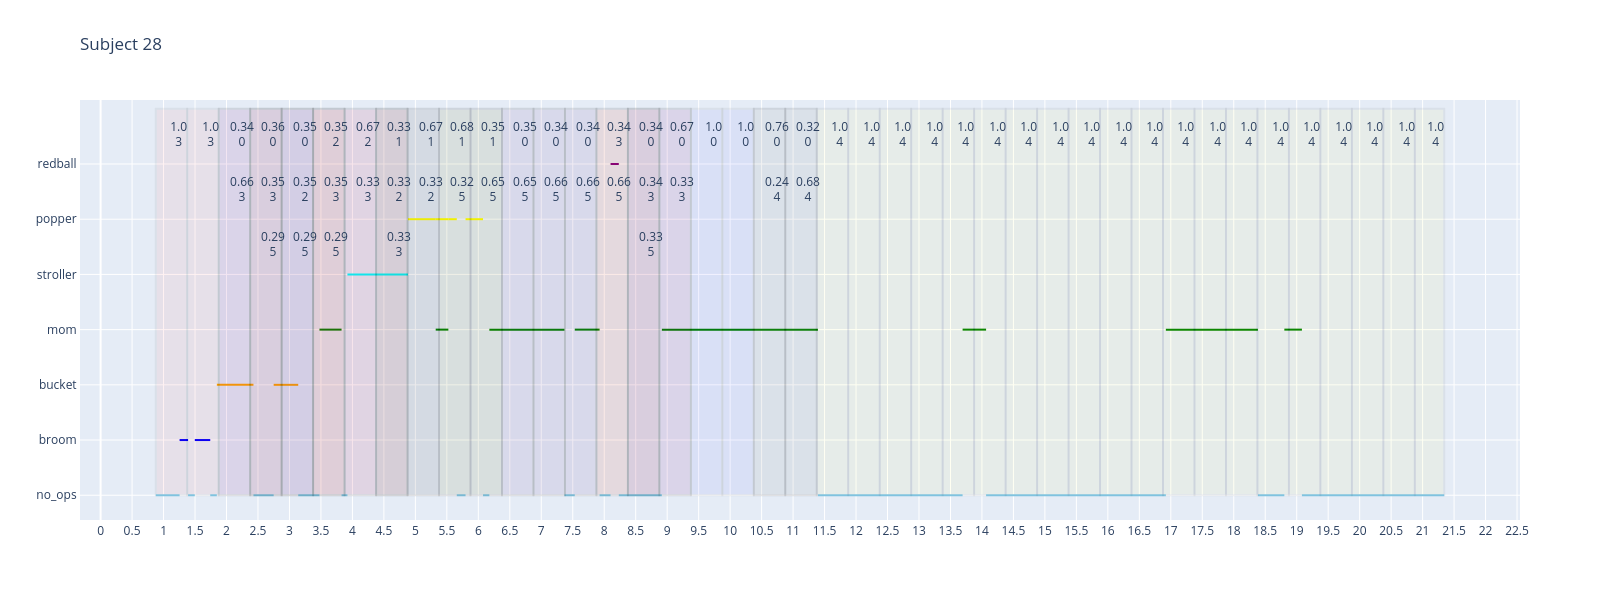 Subject 28
1.0 1.0 0.34 0.36 0.35 0.35 0.67 0.33 0.67 0.68 0.35 0.35 0.34 0.34 0.34 0.34 0.67 1.0 1.0 0.76 0.32 1.0 1.0 1.0 1.0 1.0 1.0 1.0 1.0 1.0 1.0 1.0 1.0 1.0 1.0 1.0 1.0 1.0 1.0 1.0 1.0
3 3 0 0 0 2 2 1 1 1 1 0 0 0 3 0 0 0 0 0 0 4 4 4 4 4 4 4 4 4 4 4 4 4 4 4 4 4 4 4 4
redball
0.66 0.35 0.35 0.35 0.33 0.33 0.33 0.32 0.65 0.65 0.66 0.66 0.66 0.34 0.33 0.24 0.68
3 3 2 3 3 2 2 5 5 5 5 5 5 3 3 4 4
popper
0.29 0.29 0.29 0.33 0.33
5 5 5 3 5
stroller
mom
bucket
broom
no_ops
0 0.5 1 1.5 2 2.5 3 3.5 4 4.5 5 5.5 6 6.5 7 7.5 8 8.5 9 9.5 10 10.5 11 11.5 12 12.5 13 13.5 14 14.5 15 15.5 16 16.5 17 17.5 18 18.5 19 19.5 20 20.5 21 21.5 22 22.5